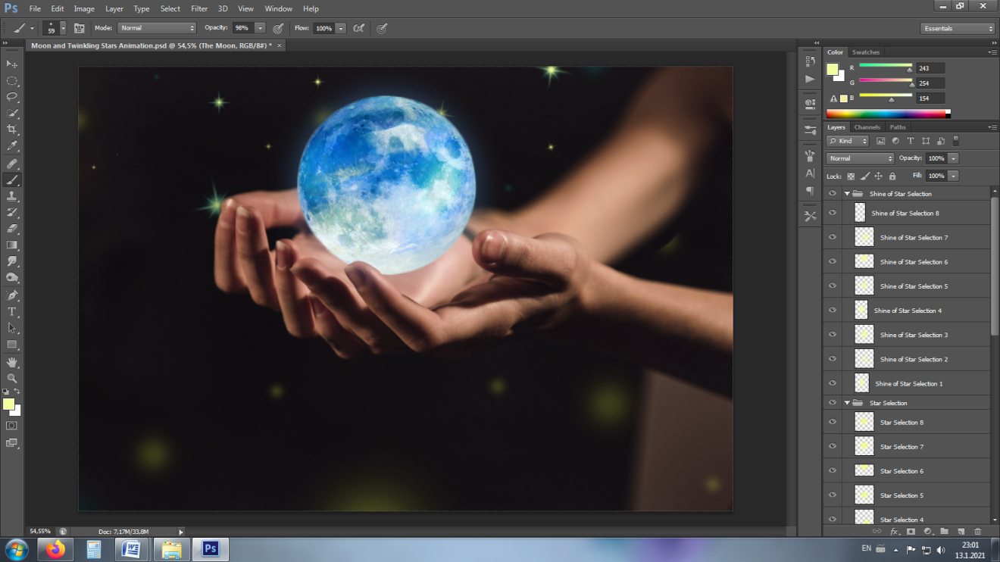 Ps File Edit Image Layer Type Select Filter 3D View Window Help
59 Mode: Normal Opacity: 98% Flow: 100% Essentials
Moon and Twinkling Stars Animation.psd @ 54,5% (The Moon, RGB/8#) * ×
Color Swatches
R 243
G 254
B 154
Layers Channels Paths
Kind
Normal Opacity: 100%
Lock: Fill: 100%
Shine of Star Selection
Shine of Star Selection 8
Shine of Star Selection 7
Shine of Star Selection 6
Shine of Star Selection 5
Shine of Star Selection 4
Shine of Star Selection 3
Shine of Star Selection 2
Shine of Star Selection 1
Star Selection
Star Selection 8
Star Selection 7
Star Selection 6
Star Selection 5
Star Selection 4
54,55% Doc: 7,17M/33,8M
EN 23:01
13.1.2021